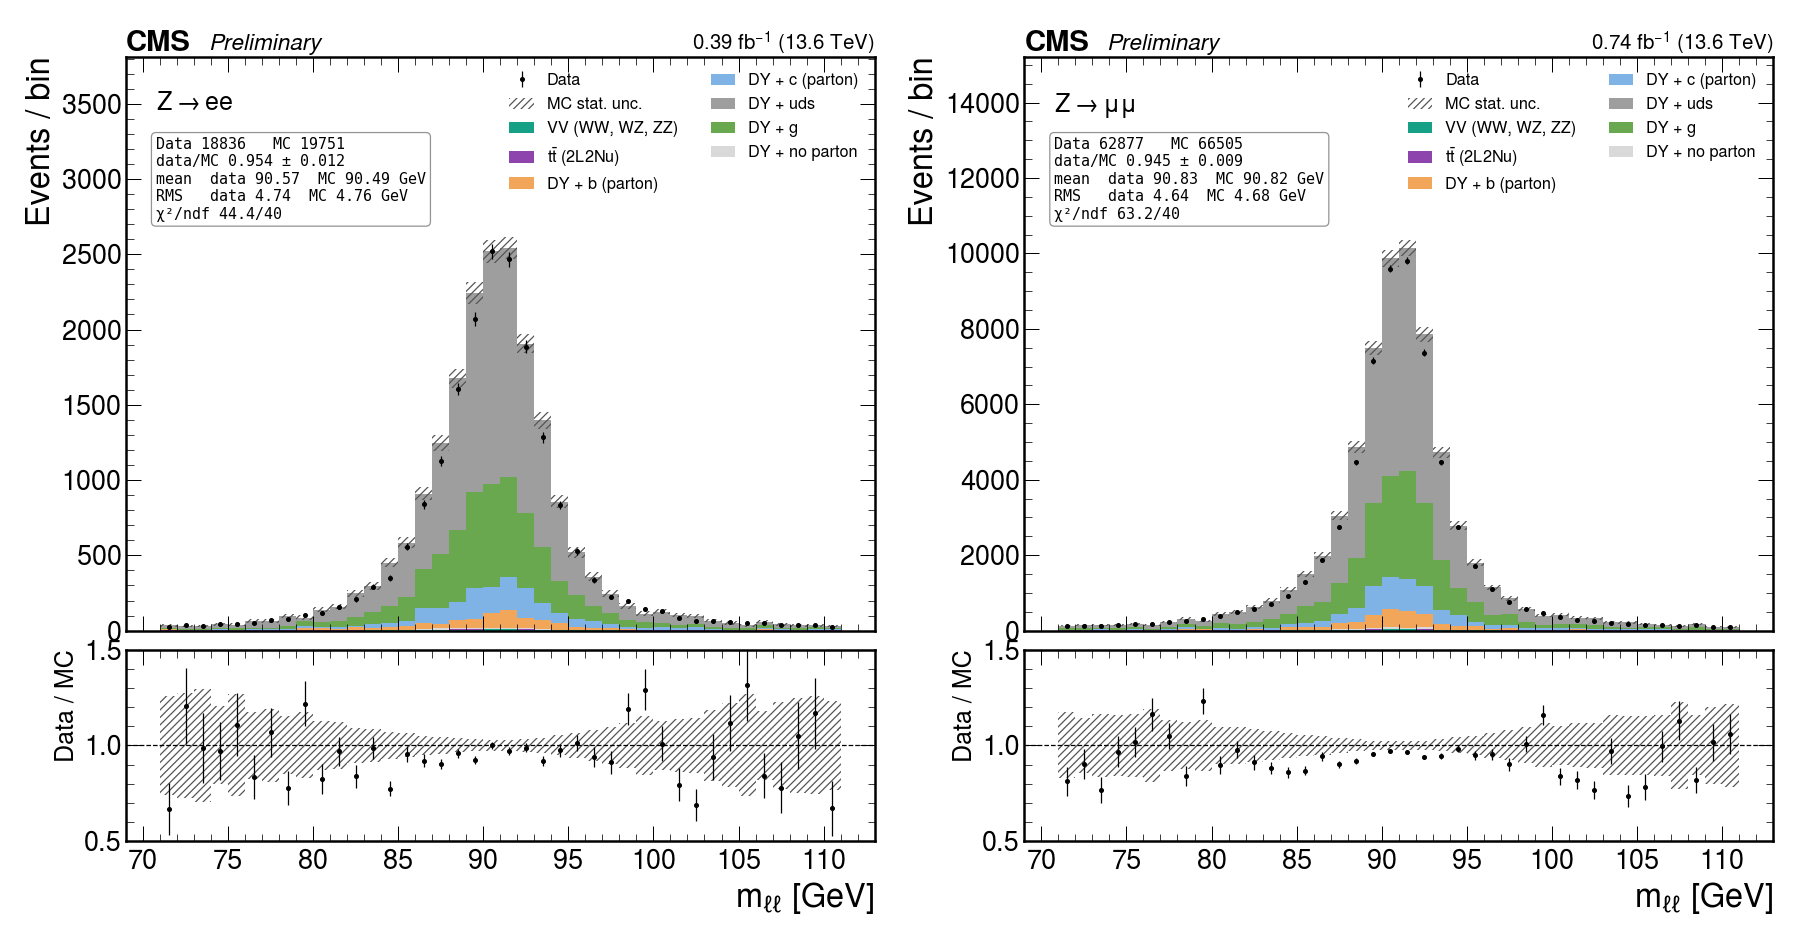 CMS Preliminary 0.39 fb⁻¹ (13.6 TeV)
Events / bin
3500
3000
2500
2000
1500
1000
500
0
Z → ee
Data 18836   MC 19751
data/MC 0.954 ± 0.012
mean  data 90.57  MC 90.49 GeV
RMS   data 4.74  MC 4.76 GeV
χ²/ndf 44.4/40
Data
MC stat. unc.
VV (WW, WZ, ZZ)
tt̄ (2L2Nu)
DY + b (parton)
DY + c (parton)
DY + uds
DY + g
DY + no parton
Data / MC
1.5
1.0
0.5
70 75 80 85 90 95 100 105 110
mℓℓ [GeV]
CMS Preliminary 0.74 fb⁻¹ (13.6 TeV)
Events / bin
14000
12000
10000
8000
6000
4000
2000
0
Z → μμ
Data 62877   MC 66505
data/MC 0.945 ± 0.009
mean  data 90.83  MC 90.82 GeV
RMS   data 4.64  MC 4.68 GeV
χ²/ndf 63.2/40
Data
MC stat. unc.
VV (WW, WZ, ZZ)
tt̄ (2L2Nu)
DY + b (parton)
DY + c (parton)
DY + uds
DY + g
DY + no parton
Data / MC
1.5
1.0
0.5
70 75 80 85 90 95 100 105 110
mℓℓ [GeV]